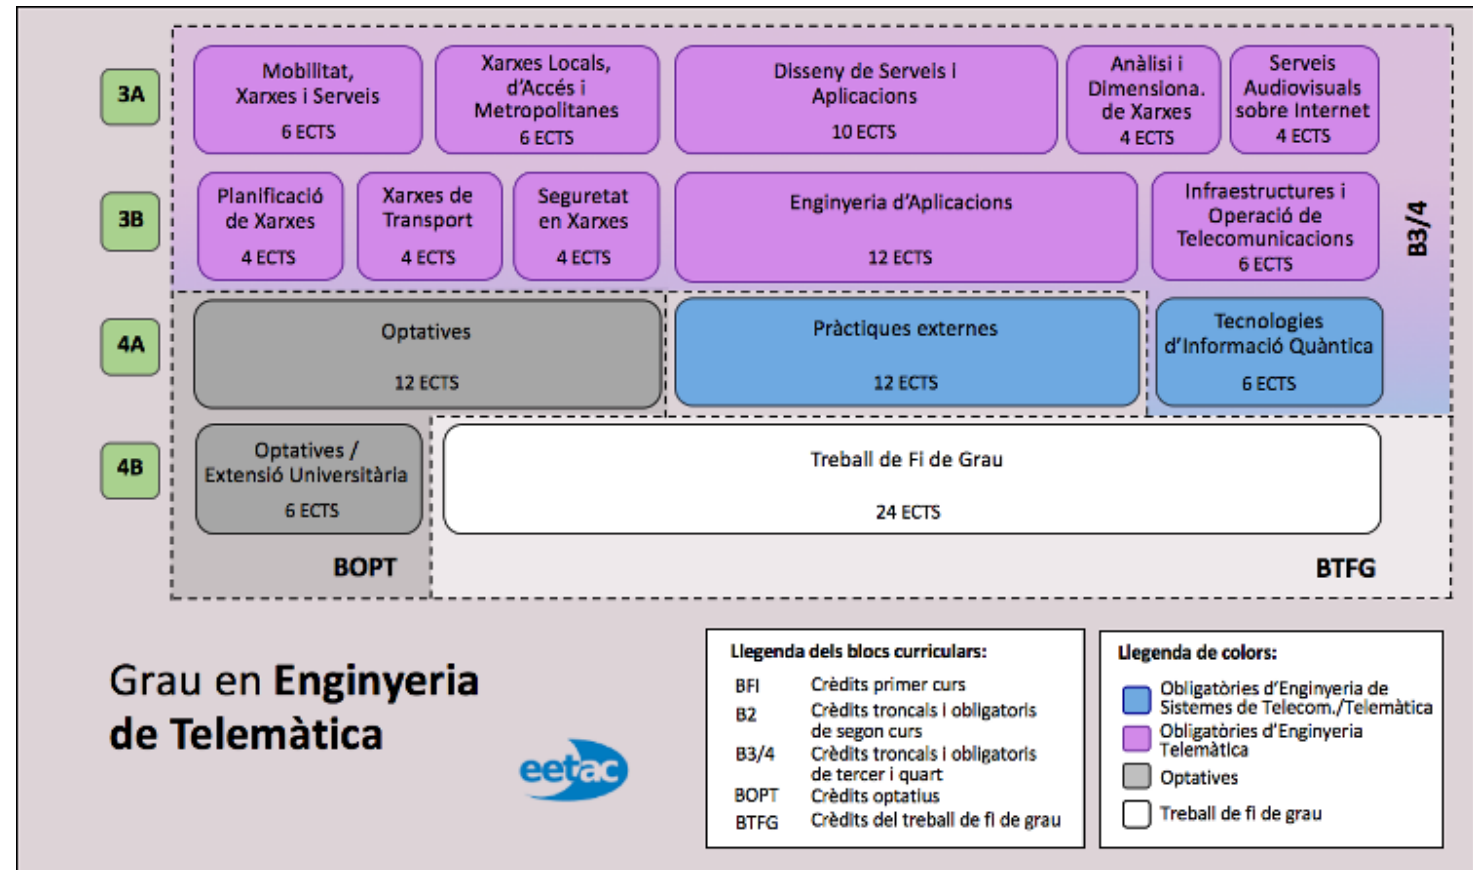 3A
Mobilitat,
Xarxes i Serveis
6 ECTS
Xarxes Locals,
d'Accés i
Metropolitanes
6 ECTS
Disseny de Serveis i
Aplicacions
10 ECTS
Anàlisi i
Dimensiona.
de Xarxes
4 ECTS
Serveis
Audiovisuals
sobre Internet
4 ECTS
3B
Planificació
de Xarxes
4 ECTS
Xarxes de
Transport
4 ECTS
Seguretat
en Xarxes
4 ECTS
Enginyeria d'Aplicacions
12 ECTS
Infraestructures i
Operació de
Telecomunicacions
6 ECTS
B3/4
4A
Optatives
12 ECTS
Pràctiques externes
12 ECTS
Tecnologies
d'Informació Quàntica
6 ECTS
4B
Optatives /
Extensió Universitària
6 ECTS
Treball de Fi de Grau
24 ECTS
BOPT
BTFG
Grau en Enginyeria
de Telemàtica
eetac
Llegenda dels blocs curriculars:
BFI Crèdits primer curs
B2 Crèdits troncals i obligatoris
de segon curs
B3/4 Crèdits troncals i obligatoris
de tercer i quart
BOPT Crèdits optatius
BTFG Crèdits del treball de fi de grau
Llegenda de colors:
Obligatòries d'Enginyeria de
Sistemes de Telecom./Telemàtica
Obligatòries d'Enginyeria
Telemàtica
Optatives
Treball de fi de grau